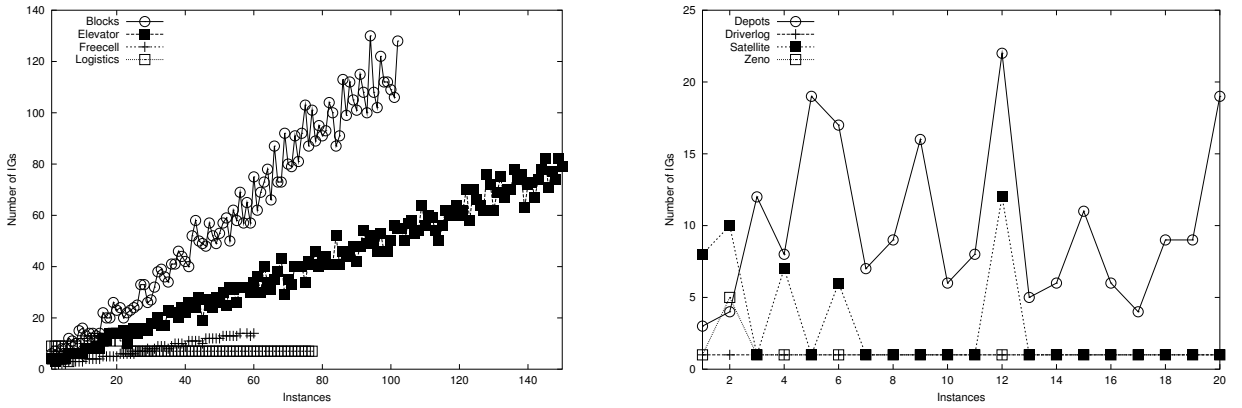 140
120
100
80
60
40
20
0
Number of IGs
20 40 60 80 100 120 140
Instances
Blocks
Elevator
Freecell
Logistics
25
20
15
10
5
0
Number of IGs
2 4 6 8 10 12 14 16 18 20
Instances
Depots
Driverlog
Satellite
Zeno